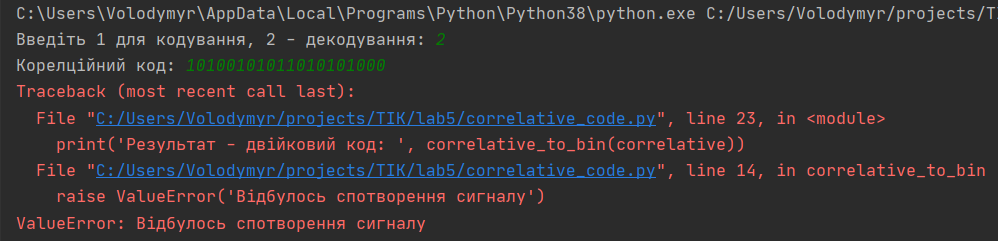 C:\Users\Volodymyr\AppData\Local\Programs\Python\Python38\python.exe C:/Users/Volodymyr/projects/TI
Введіть 1 для кодування, 2 - декодування: 2
Корелційний код: 10100101011010101000
Traceback (most recent call last):
  File "C:/Users/Volodymyr/projects/TIK/lab5/correlative_code.py", line 23, in <module>
    print('Результат - двійковий код: ', correlative_to_bin(correlative))
  File "C:/Users/Volodymyr/projects/TIK/lab5/correlative_code.py", line 14, in correlative_to_bin
    raise ValueError('Відбулось спотворення сигналу')
ValueError: Відбулось спотворення сигналу